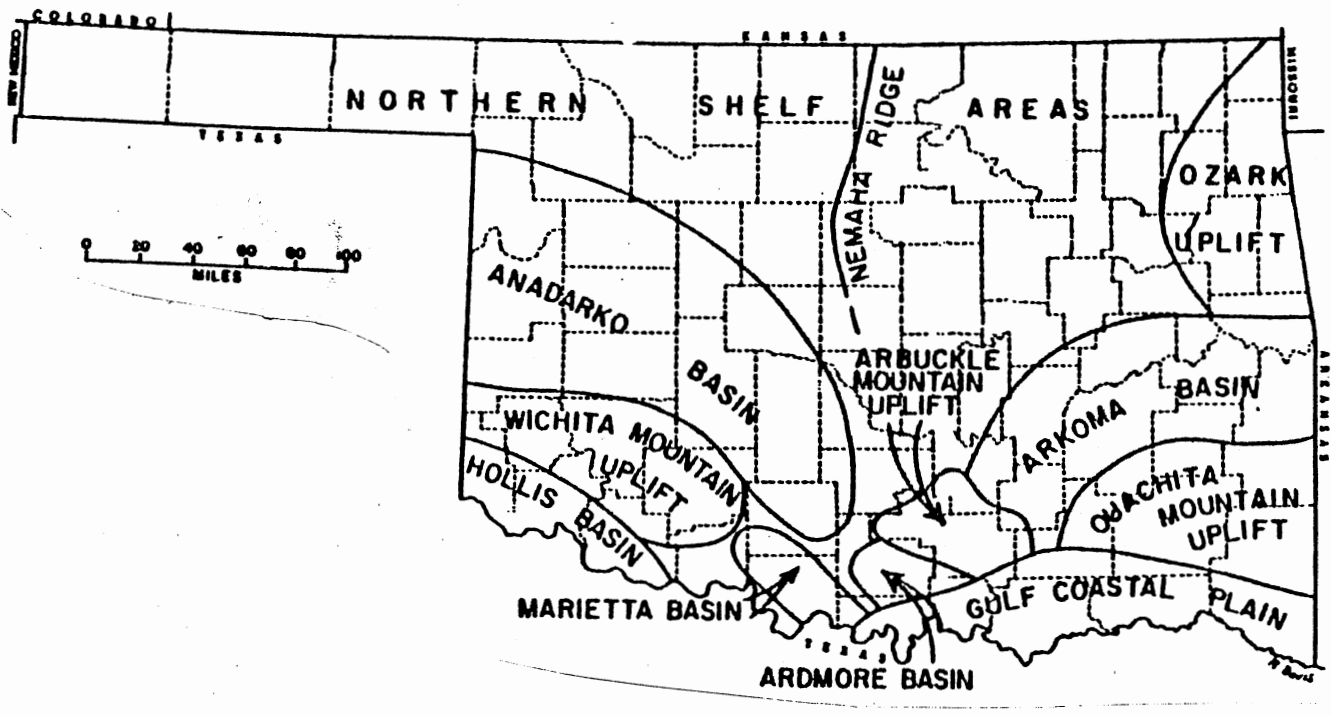 COLORADO
KANSAS
NEW MEXICO
MISSOURI
NORTHERN SHELF AREAS
TEXAS
NEMAHA RIDGE
OZARK
UPLIFT
0 20 40 60 80 100
MILES
ANADARKO
BASIN
ARBUCKLE
MOUNTAIN
UPLIFT
ARKOMA BASIN
ARKANSAS
WICHITA MOUNTAIN
UPLIFT
HOLLIS BASIN
OUACHITA
MOUNTAIN
UPLIFT
MARIETTA BASIN
GULF COASTAL PLAIN
TEXAS
ARDMORE BASIN